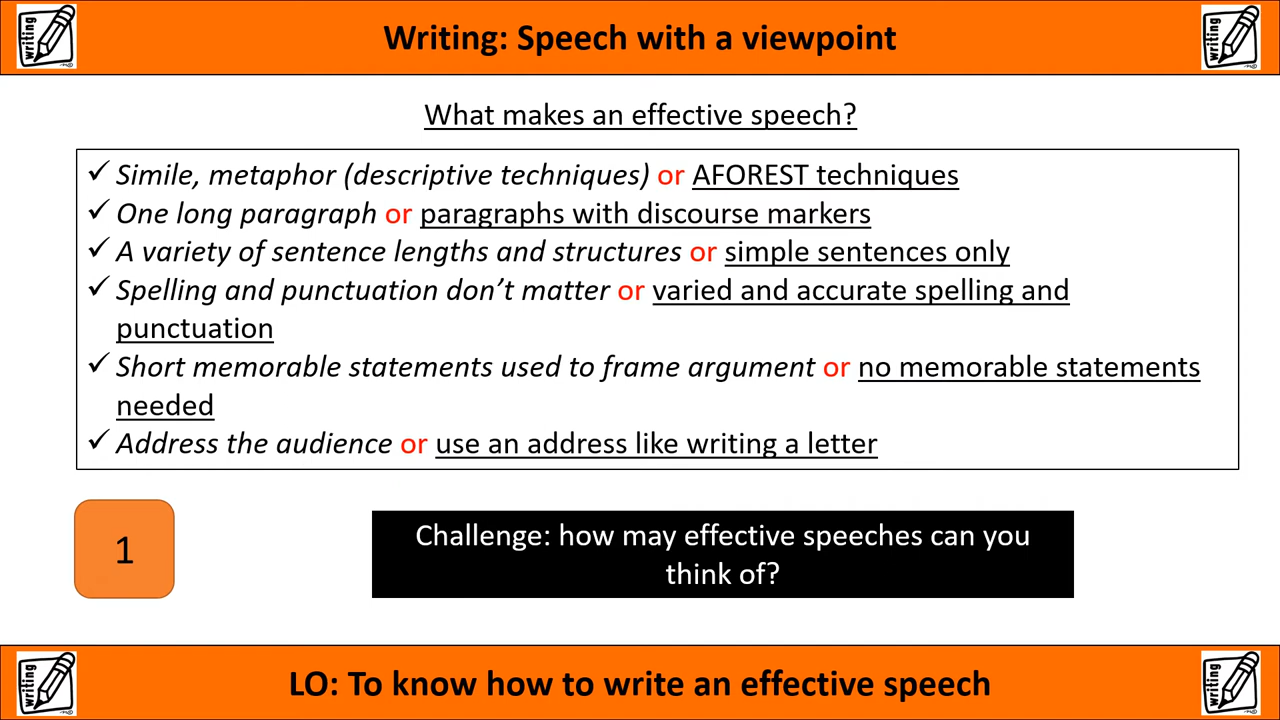 writing
Writing: Speech with a viewpoint
writing
What makes an effective speech?
✓ Simile, metaphor (descriptive techniques) or AFOREST techniques
✓ One long paragraph or paragraphs with discourse markers
✓ A variety of sentence lengths and structures or simple sentences only
✓ Spelling and punctuation don't matter or varied and accurate spelling and
punctuation
✓ Short memorable statements used to frame argument or no memorable statements
needed
✓ Address the audience or use an address like writing a letter
1
Challenge: how may effective speeches can you
think of?
writing
LO: To know how to write an effective speech
writing